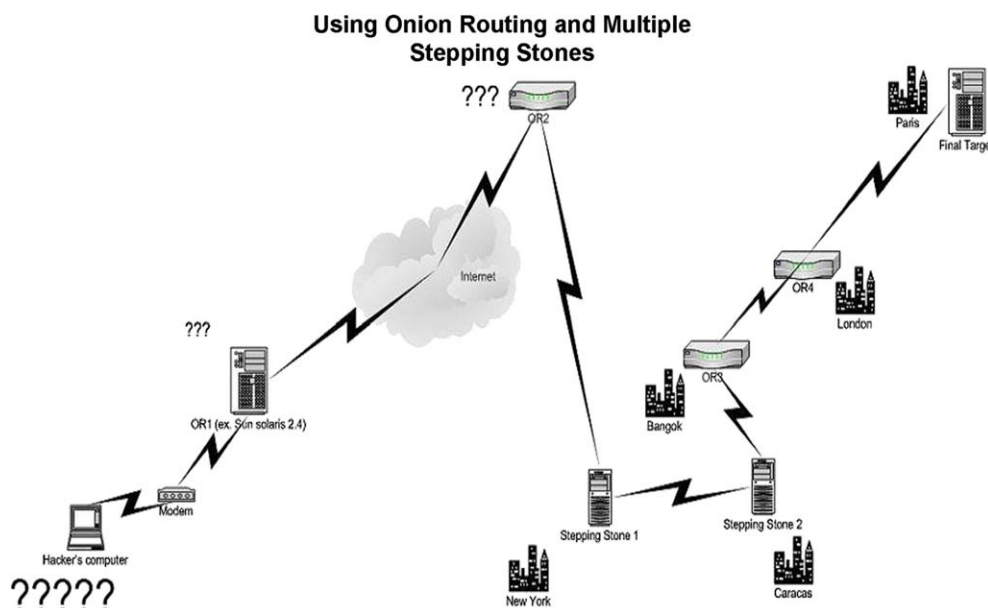 Using Onion Routing and Multiple
Stepping Stones
???
OR2
Paris
Final Targe
Internet
OR4
London
???
OR3
OR1 (ex. Sun solaris 2.4)
Bangok
Modem
Stepping Stone 1
Stepping Stone 2
Hacker's computer
?????
New York
Caracas